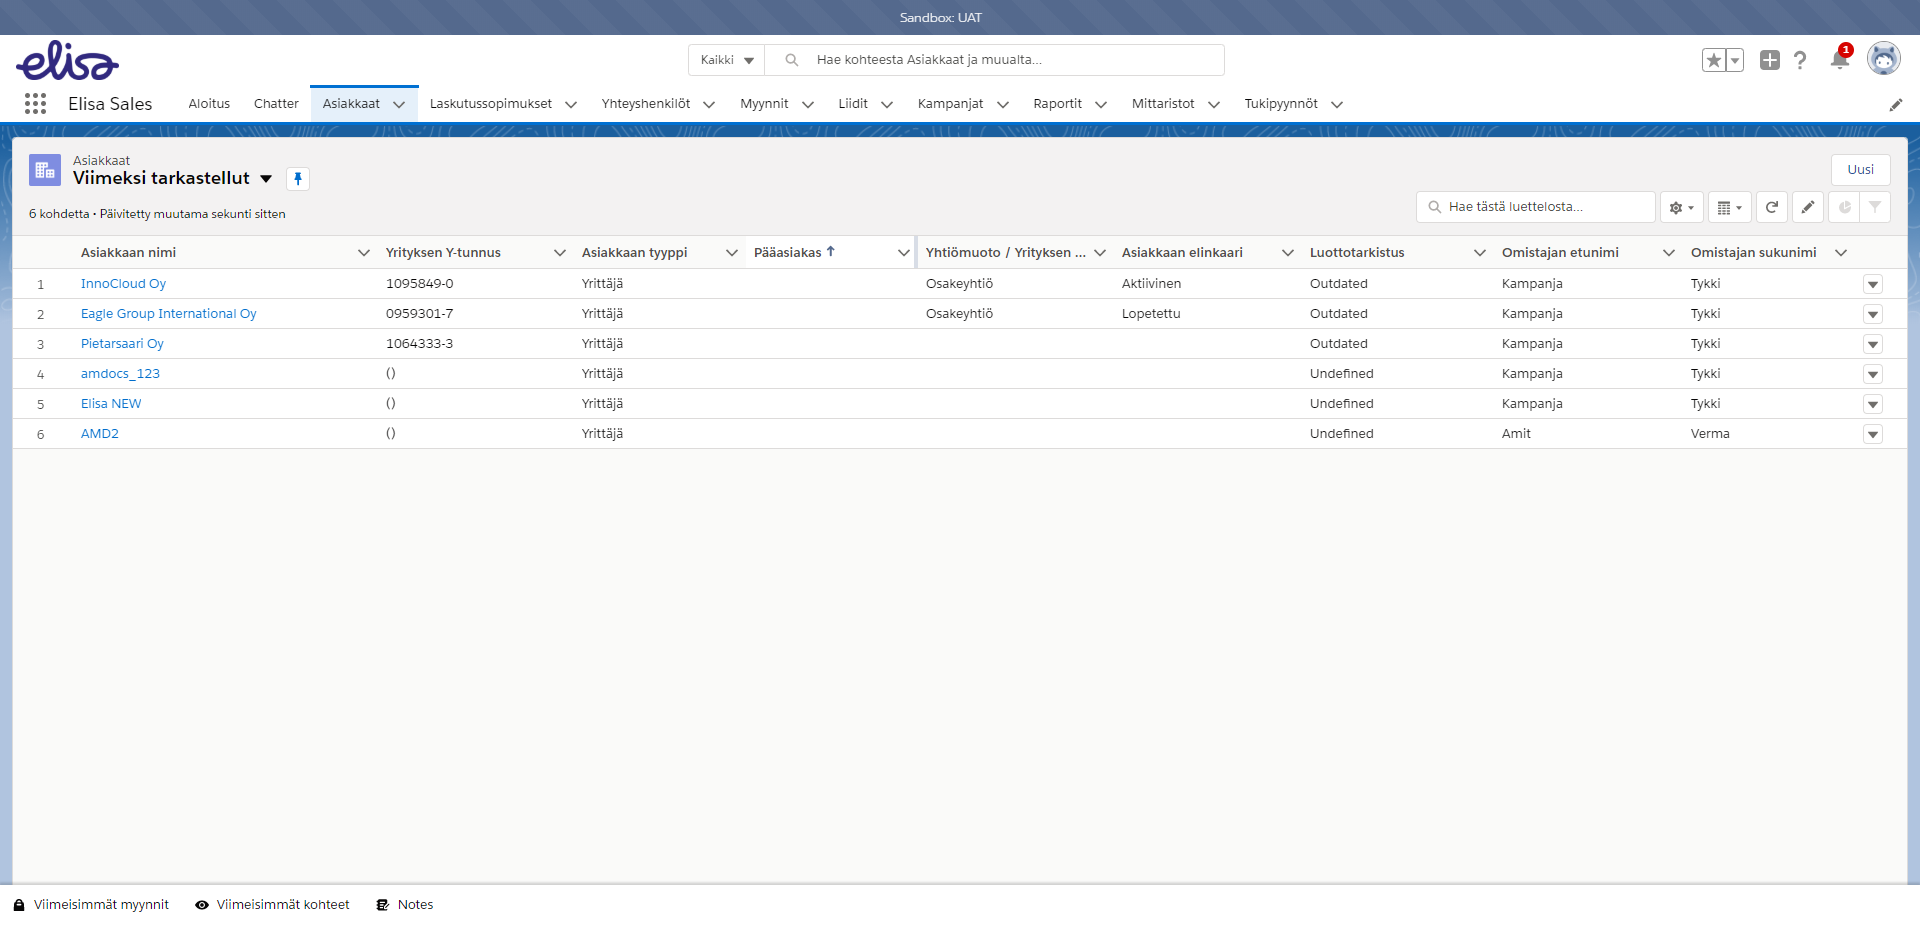 Sandbox: UAT
elisa
Kaikki
Hae kohteesta Asiakkaat ja muualta...
1
Elisa Sales
Aloitus
Chatter
Asiakkaat
Laskutussopimukset
Yhteyshenkilöt
Myynnit
Liidit
Kampanjat
Raportit
Mittaristot
Tukipyynnöt
Asiakkaat
Viimeksi tarkastellut
Uusi
6 kohdetta • Päivitetty muutama sekunti sitten
Hae tästä luettelosta...
Asiakkaan nimi Yrityksen Y-tunnus Asiakkaan tyyppi Pääasiakas ↑ Yhtiömuoto / Yrityksen ... Asiakkaan elinkaari Luottotarkistus Omistajan etunimi Omistajan sukunimi
1 InnoCloud Oy 1095849-0 Yrittäjä Osakeyhtiö Aktiivinen Outdated Kampanja Tykki
2 Eagle Group International Oy 0959301-7 Yrittäjä Osakeyhtiö Lopetettu Outdated Kampanja Tykki
3 Pietarsaari Oy 1064333-3 Yrittäjä Outdated Kampanja Tykki
4 amdocs_123 () Yrittäjä Undefined Kampanja Tykki
5 Elisa NEW () Yrittäjä Undefined Kampanja Tykki
6 AMD2 () Yrittäjä Undefined Amit Verma
Viimeisimmät myynnit
Viimeisimmät kohteet
Notes